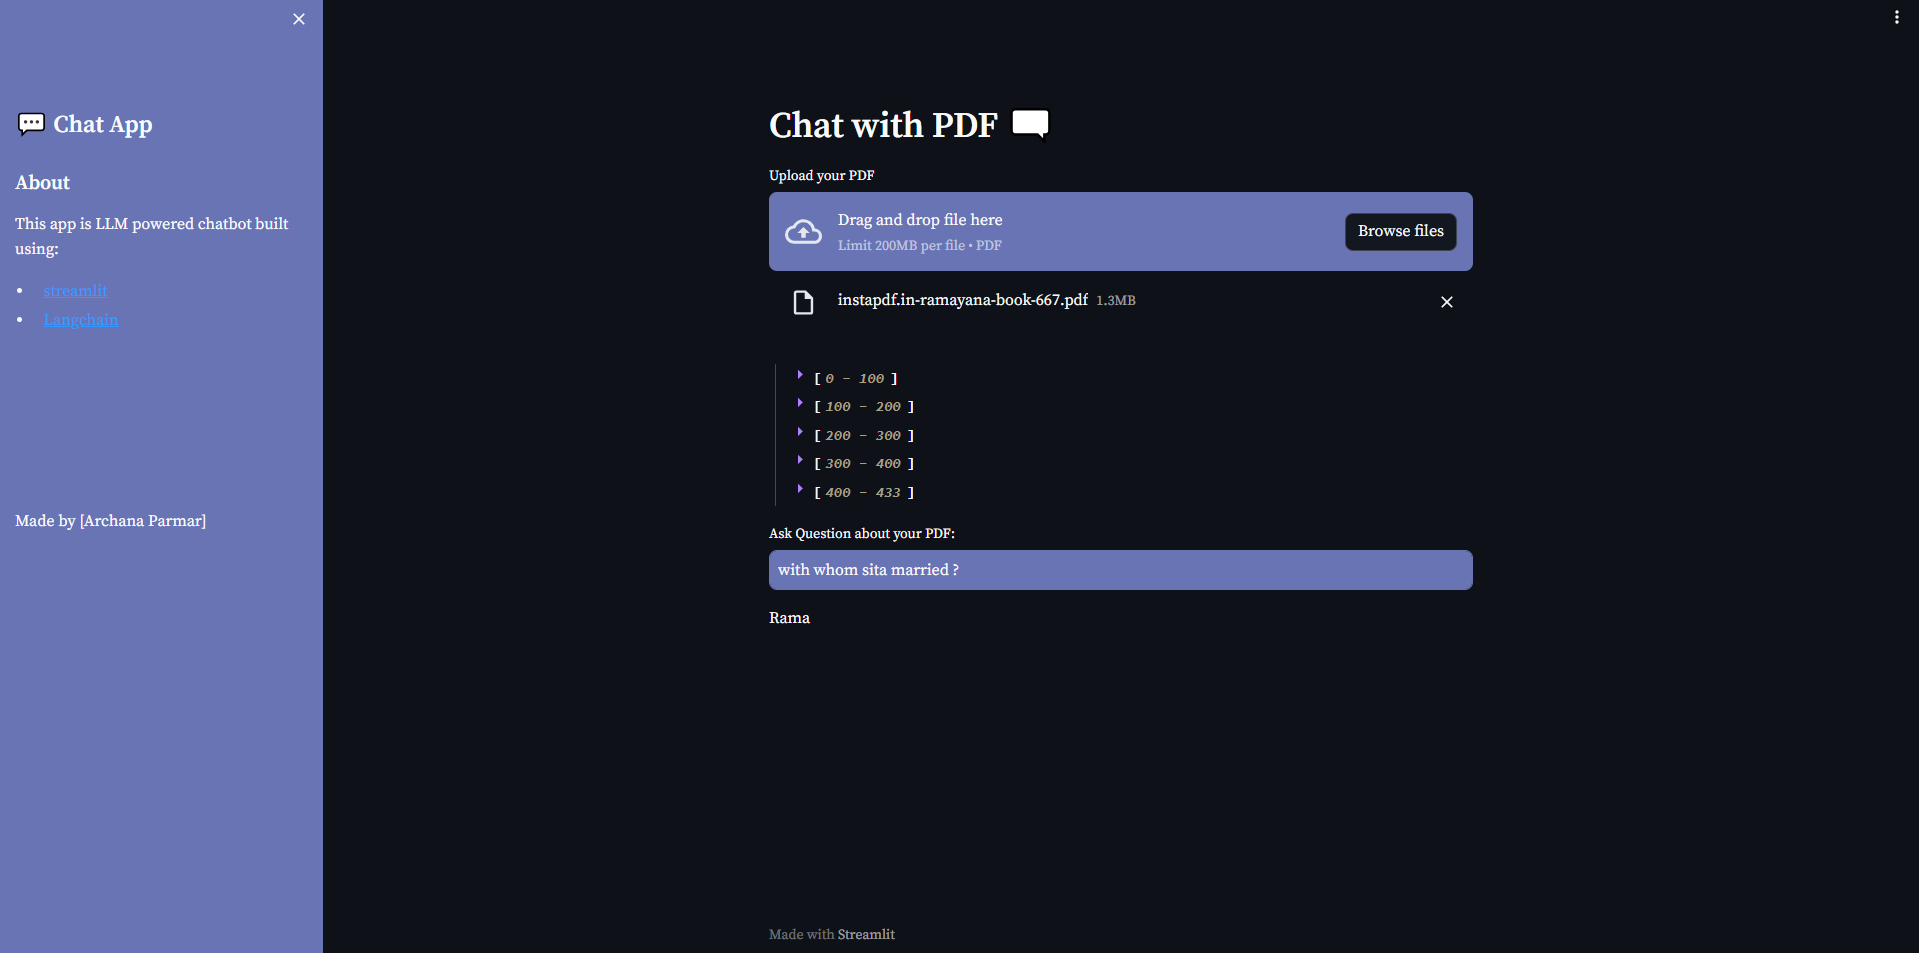 Chat App
About
This app is LLM powered chatbot built
using:
• streamlit
• Langchain
Made by [Archana Parmar]
Chat with PDF
Upload your PDF
Drag and drop file here
Limit 200MB per file • PDF
Browse files
instapdf.in-ramayana-book-667.pdf 1.3MB
[ 0 - 100 ]
[ 100 - 200 ]
[ 200 - 300 ]
[ 300 - 400 ]
[ 400 - 433 ]
Ask Question about your PDF:
with whom sita married ?
Rama
Made with Streamlit